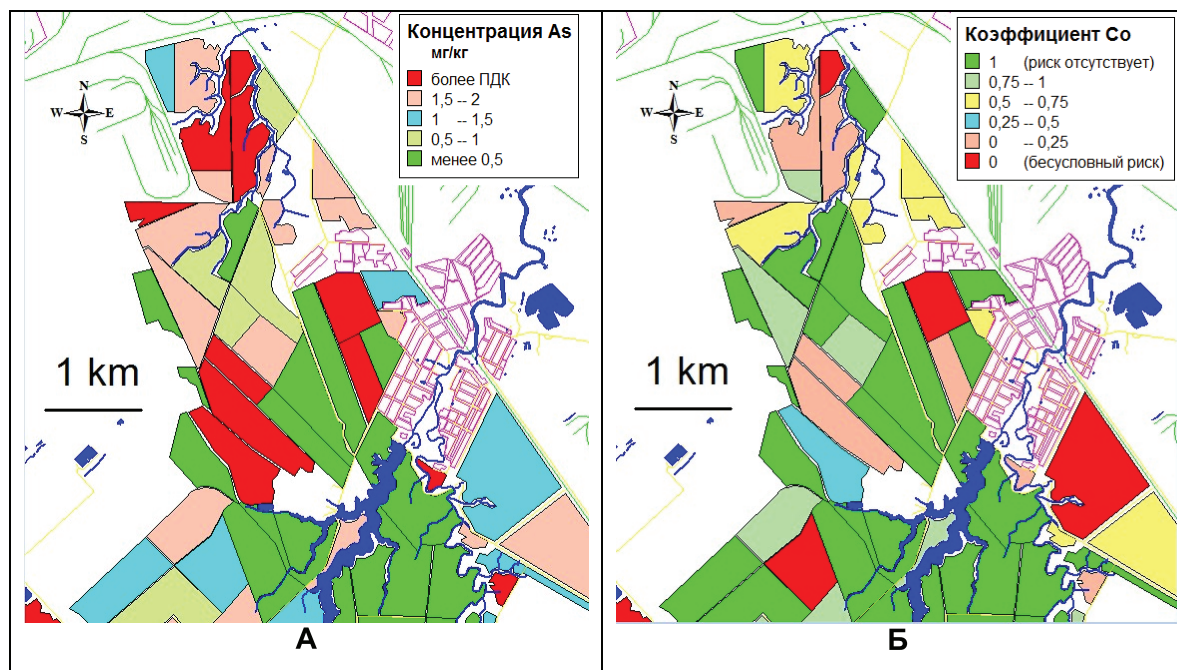 Концентрация As
мг/кг
более ПДК
1,5 -- 2
1 -- 1,5
0,5 -- 1
менее 0,5
N
W E
S
1 km
А
Коэффициент Co
1 (риск отсутствует)
0,75 -- 1
0,5 -- 0,75
0,25 -- 0,5
0 -- 0,25
0 (бесусловный риск)
N
W E
S
1 km
Б